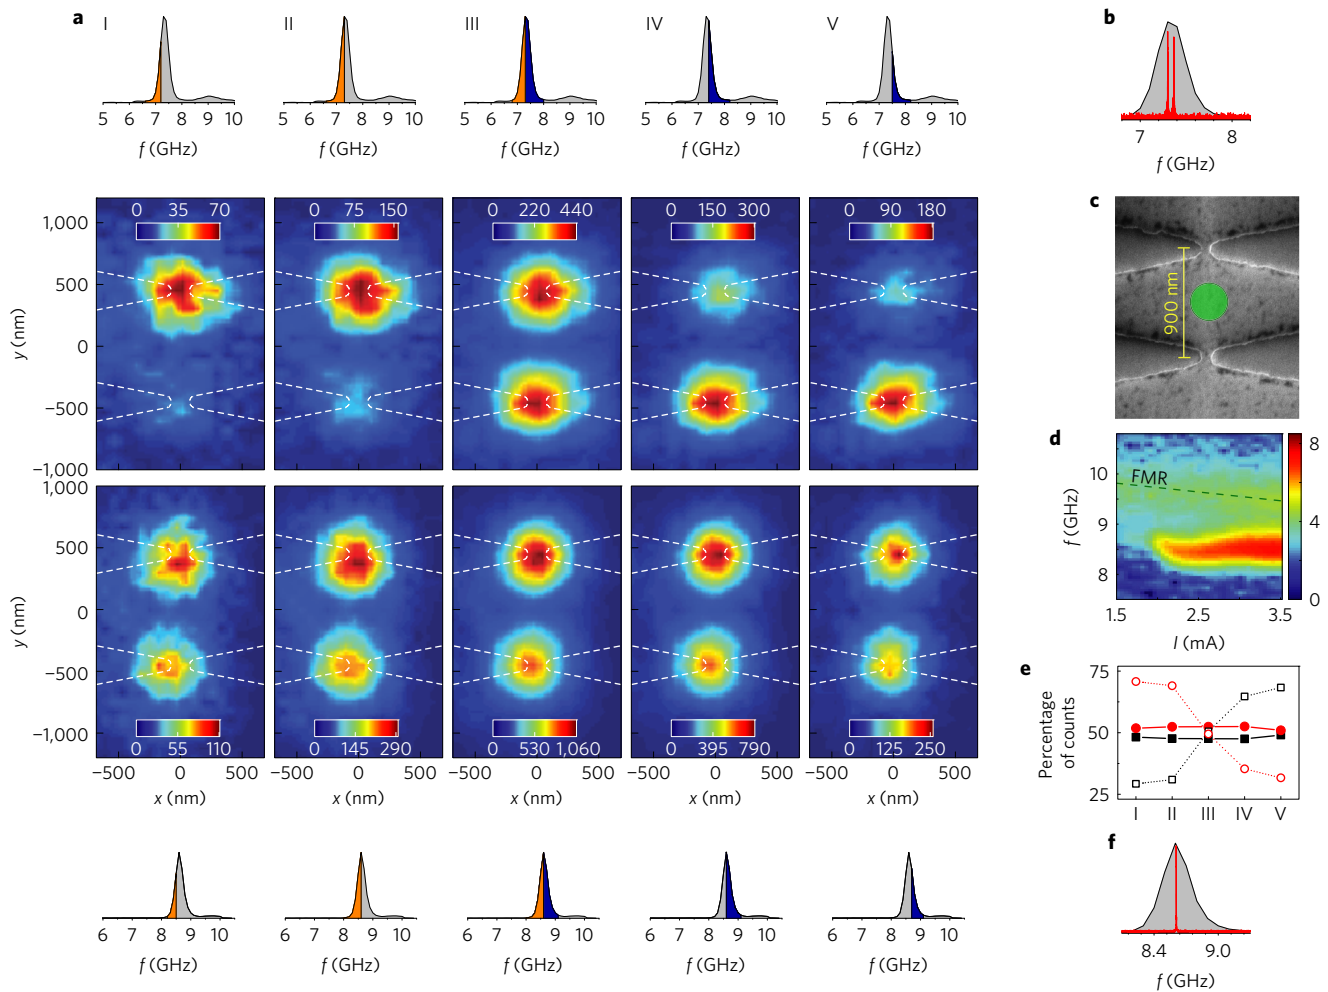 a
I
II
III
IV
V
5 6 7 8 9 10
5 6 7 8 9 10
5 6 7 8 9 10
5 6 7 8 9 10
5 6 7 8 9 10
f (GHz)
f (GHz)
f (GHz)
f (GHz)
f (GHz)
b
7 8
f (GHz)
1,000
500
0
−500
−1,000
y (nm)
0 35 70
0 75 150
0 220 440
0 150 300
0 90 180
c
900 nm
1,000
500
0
−500
−1,000
y (nm)
0 55 110
0 145 290
0 530 1,060
0 395 790
0 125 250
−500 0 500
−500 0 500
−500 0 500
−500 0 500
−500 0 500
x (nm)
x (nm)
x (nm)
x (nm)
x (nm)
d
FMR
10
9
8
f (GHz)
1.5 2.5 3.5
I (mA)
8
4
0
e
75
50
25
Percentage
of counts
I II III IV V
6 7 8 9 10
6 7 8 9 10
6 7 8 9 10
6 7 8 9 10
6 7 8 9 10
f (GHz)
f (GHz)
f (GHz)
f (GHz)
f (GHz)
f
8.4 9.0
f (GHz)